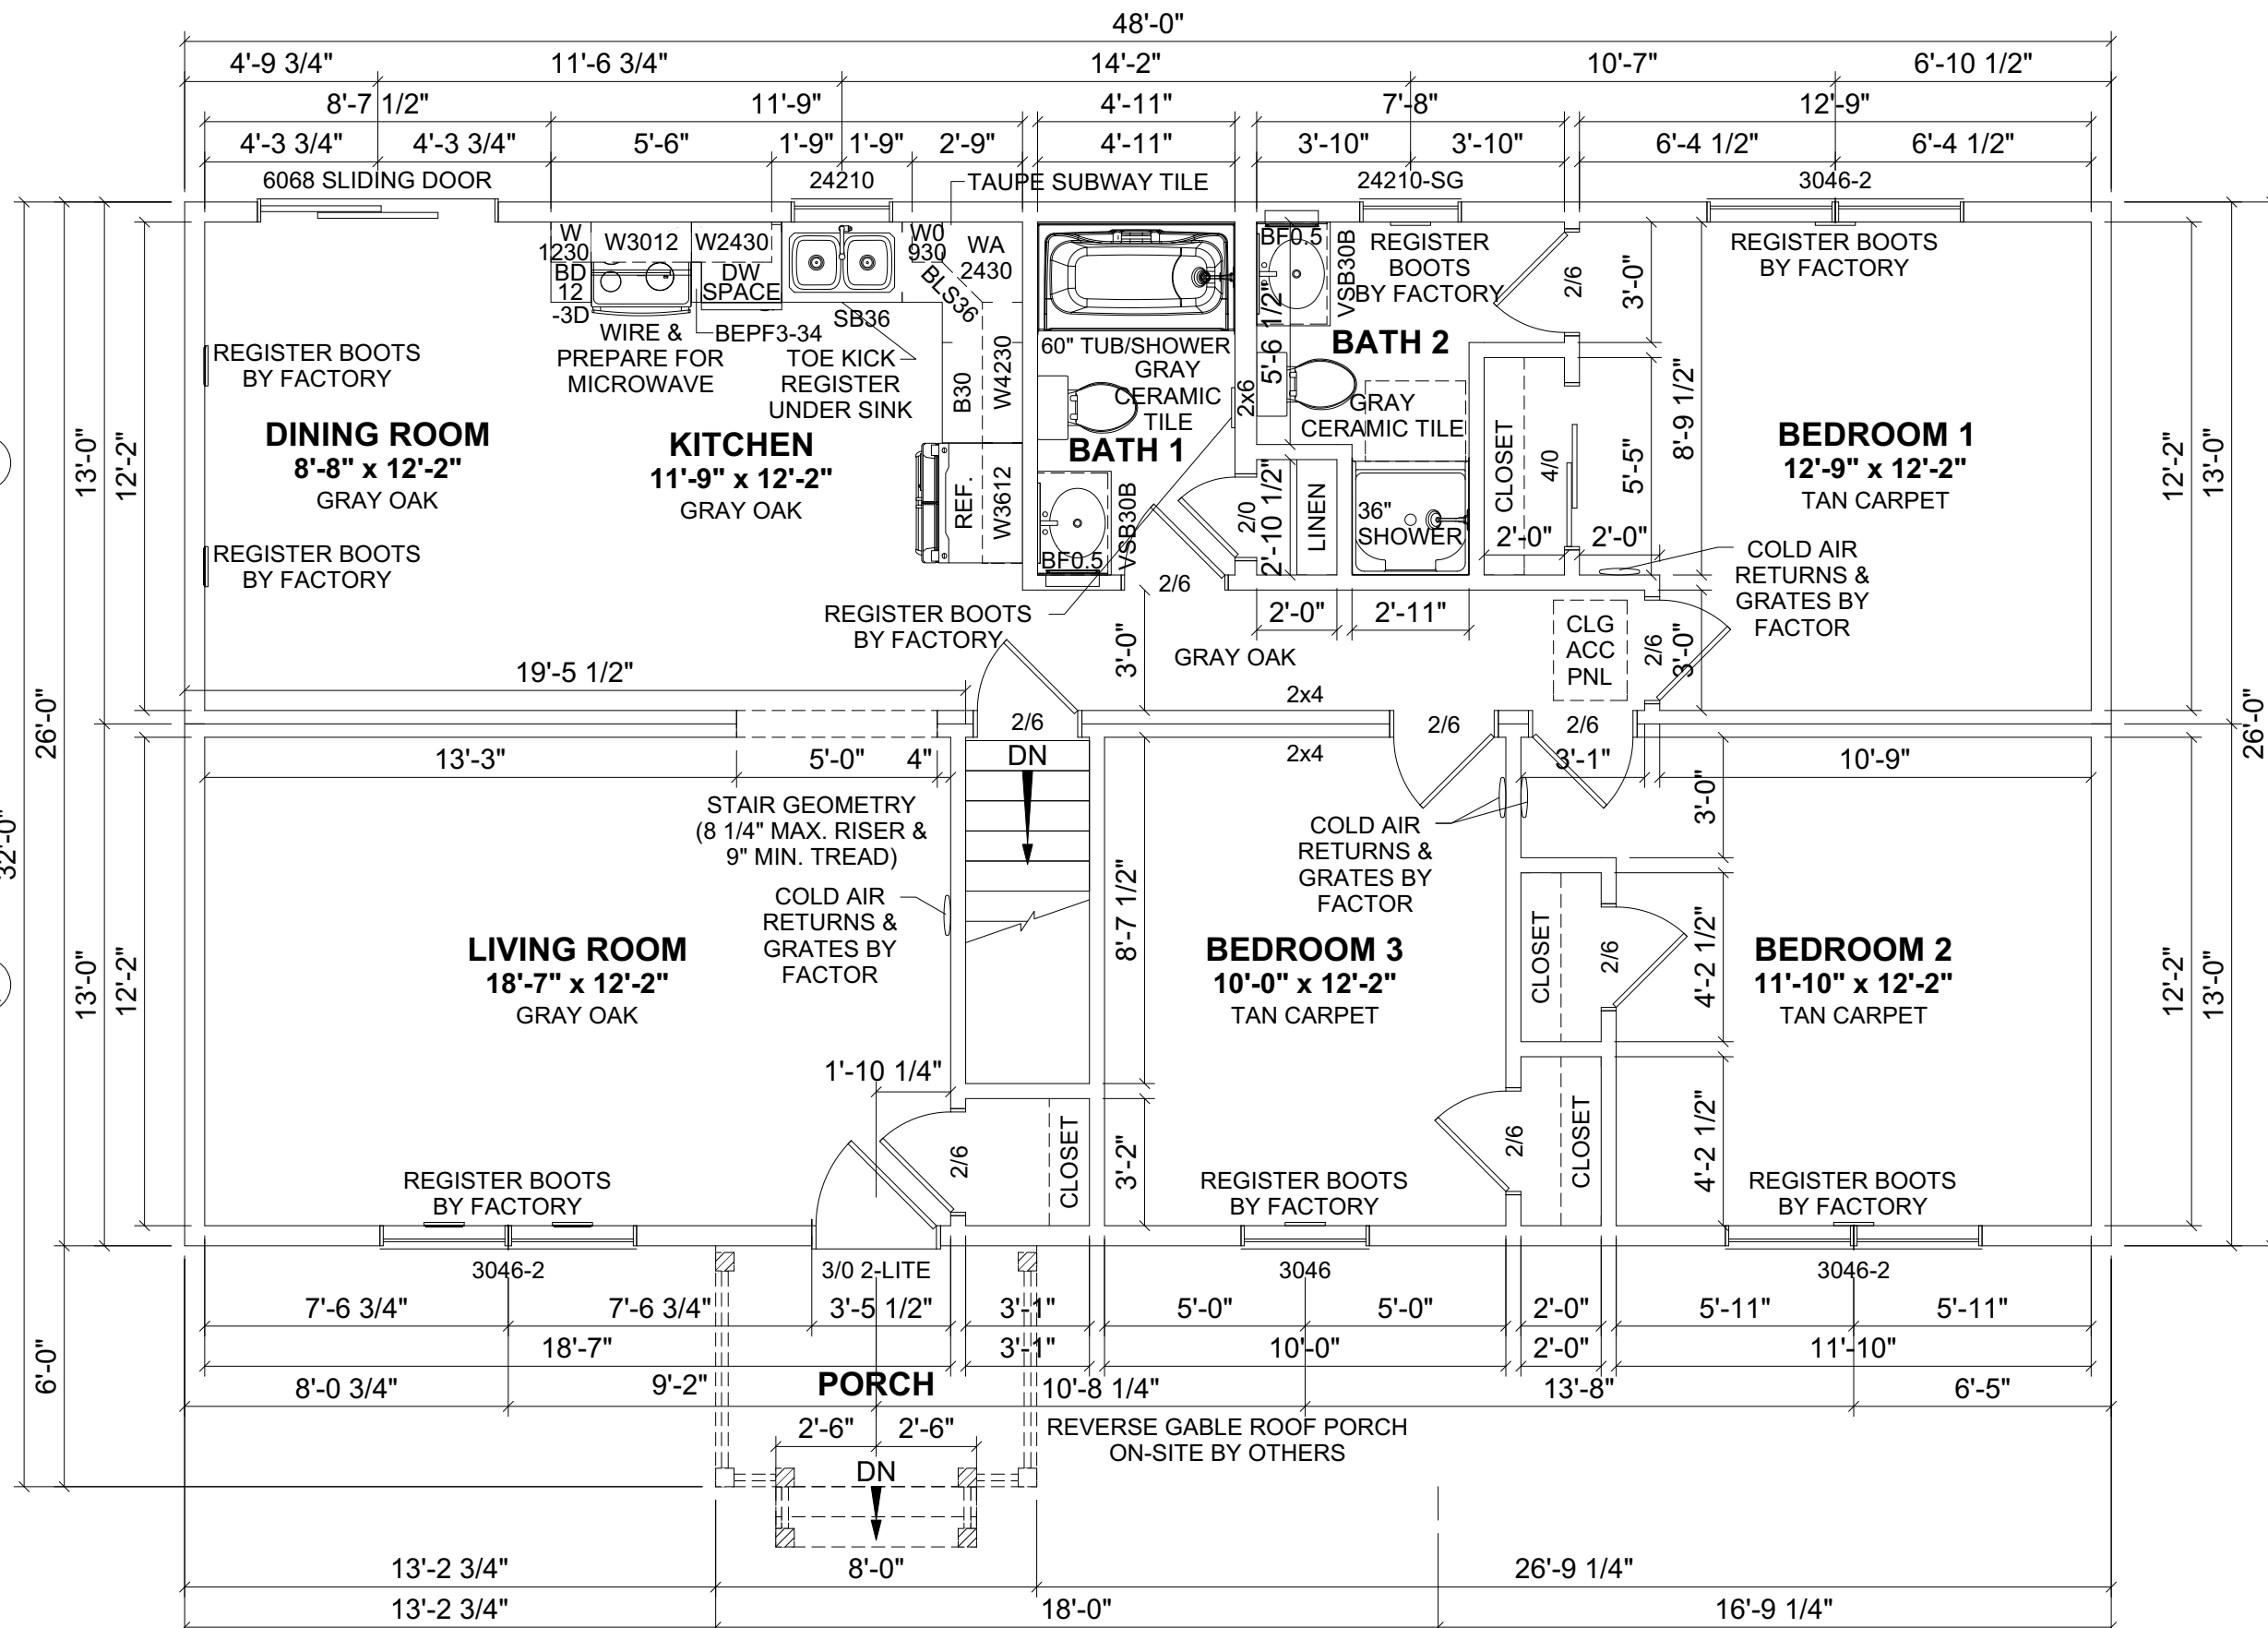 48'-0"
4'-9 3/4" 11'-6 3/4" 14'-2" 10'-7" 6'-10 1/2"
8'-7 1/2" 11'-9" 4'-11" 7'-8" 12'-9"
4'-3 3/4" 4'-3 3/4" 5'-6" 1'-9" 1'-9" 2'-9" 4'-11" 3'-10" 3'-10" 6'-4 1/2" 6'-4 1/2"
6068 SLIDING DOOR
24210
TAUPE SUBWAY TILE
24210-SG
3046-2
W
1230
W3012
W2430
W0
930
WA
2430
BD
12
-3D
DW
SPACE
BLS36
SB36
BEPF3-34
WIRE &
PREPARE FOR
MICROWAVE
TOE KICK
REGISTER
UNDER SINK
B30
W4230
REF.
W3612
REGISTER BOOTS
BY FACTORY
REGISTER BOOTS
BY FACTORY
DINING ROOM
8'-8" x 12'-2"
GRAY OAK
KITCHEN
11'-9" x 12'-2"
GRAY OAK
60" TUB/SHOWER
GRAY
CERAMIC
TILE
BATH 1
VSB30B
BF0.5
2x6
BF0.5
VSB30B
5'-6 1/2"
REGISTER
BOOTS
BY FACTORY
BATH 2
GRAY
CERAMIC TILE
2/6
3'-0"
CLOSET
4/0
5'-5"
8'-9 1/2"
2'-0"
2'-0"
2/0
2'-10 1/2"
LINEN
36"
SHOWER
REGISTER BOOTS
BY FACTORY
BEDROOM 1
12'-9" x 12'-2"
TAN CARPET
COLD AIR
RETURNS &
GRATES BY
FACTOR
2/6
2'-0"
2'-11"
REGISTER BOOTS
BY FACTORY
3'-0"
GRAY OAK
CLG
ACC
PNL
2/6
3'-0"
13'-0"
12'-2"
12'-2"
13'-0"
26'-0"
32'-0"
26'-0"
19'-5 1/2"
2x4
2/6
2/6
2/6
13'-3"
5'-0"
4"
DN
2x4
3'-1"
10'-9"
STAIR GEOMETRY
(8 1/4" MAX. RISER &
9" MIN. TREAD)
COLD AIR
RETURNS &
GRATES BY
FACTOR
COLD AIR
RETURNS &
GRATES BY
FACTOR
3'-0"
8'-7 1/2"
LIVING ROOM
18'-7" x 12'-2"
GRAY OAK
BEDROOM 3
10'-0" x 12'-2"
TAN CARPET
CLOSET
2/6
4'-2 1/2"
BEDROOM 2
11'-10" x 12'-2"
TAN CARPET
13'-0"
12'-2"
12'-2"
13'-0"
1'-10 1/4"
2/6
CLOSET
3'-2"
2/6
CLOSET
4'-2 1/2"
REGISTER BOOTS
BY FACTORY
REGISTER BOOTS
BY FACTORY
REGISTER BOOTS
BY FACTORY
3046-2
3/0 2-LITE
3046
3046-2
7'-6 3/4" 7'-6 3/4" 3'-5 1/2" 3'-1" 5'-0" 5'-0" 2'-0" 5'-11" 5'-11"
18'-7" 3'-1" 10'-0" 2'-0" 11'-10"
6'-0"
8'-0 3/4" 9'-2" PORCH 10'-8 1/4" 13'-8" 6'-5"
2'-6" 2'-6"
REVERSE GABLE ROOF PORCH
ON-SITE BY OTHERS
DN
13'-2 3/4" 8'-0" 26'-9 1/4"
13'-2 3/4" 18'-0" 16'-9 1/4"